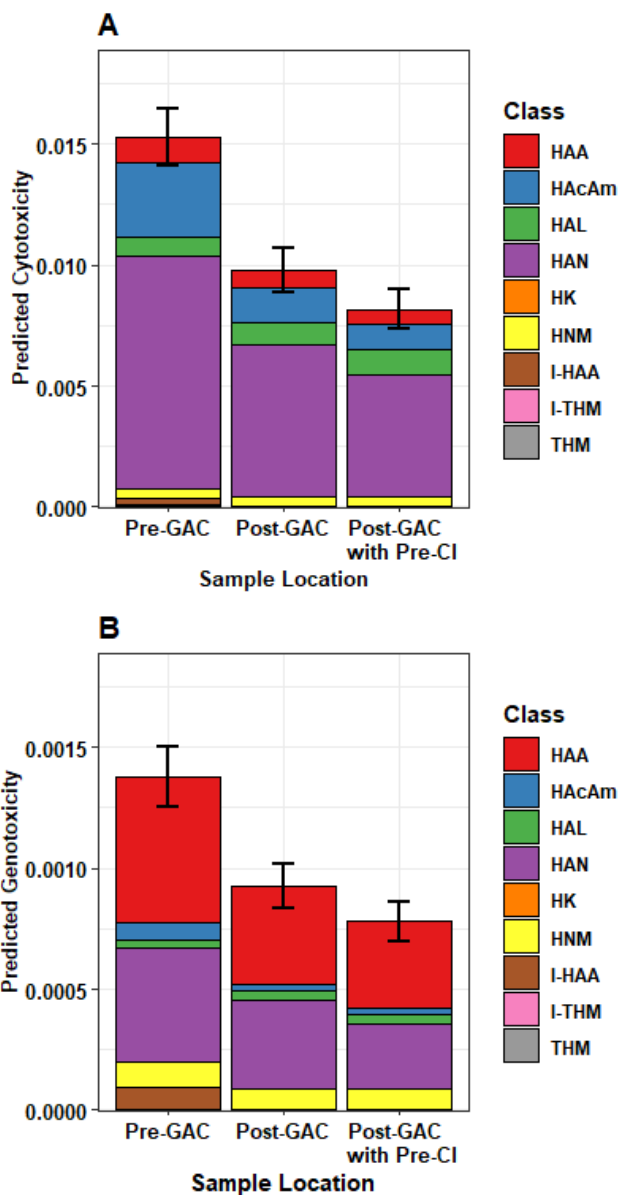 A
Predicted Cytotoxicity
0.015
0.010
0.005
0.000
Pre-GAC
Post-GAC
Post-GAC
with Pre-Cl
Sample Location
Class
HAA
HAcAm
HAL
HAN
HK
HNM
I-HAA
I-THM
THM
B
Predicted Genotoxicity
0.0015
0.0010
0.0005
0.0000
Pre-GAC
Post-GAC
Post-GAC
with Pre-Cl
Sample Location
Class
HAA
HAcAm
HAL
HAN
HK
HNM
I-HAA
I-THM
THM